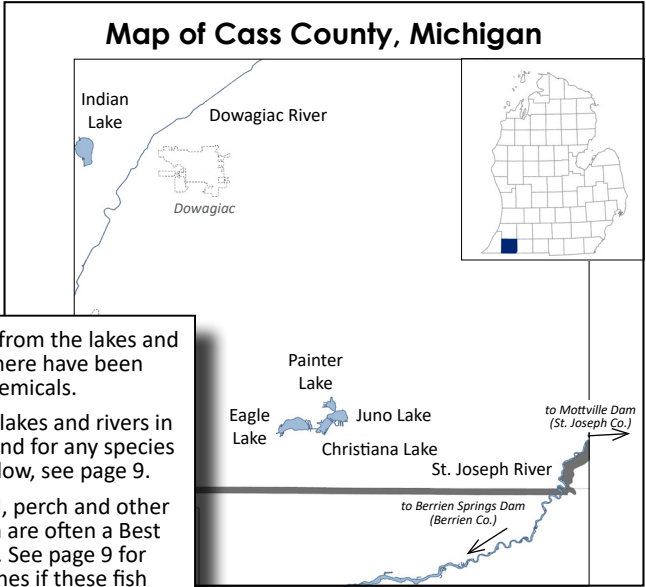 Map of Cass County, Michigan
Indian
Lake
Dowagiac River
Dowagiac
from the lakes and
here have been
emicals.
lakes and rivers in
nd for any species
low, see page 9.
, perch and other
are often a Best
. See page 9 for
nes if these fish
Painter
Lake
Eagle
Lake
Juno Lake
Christiana Lake
to Mottville Dam
(St. Joseph Co.)
St. Joseph River
to Berrien Springs Dam
(Berrien Co.)